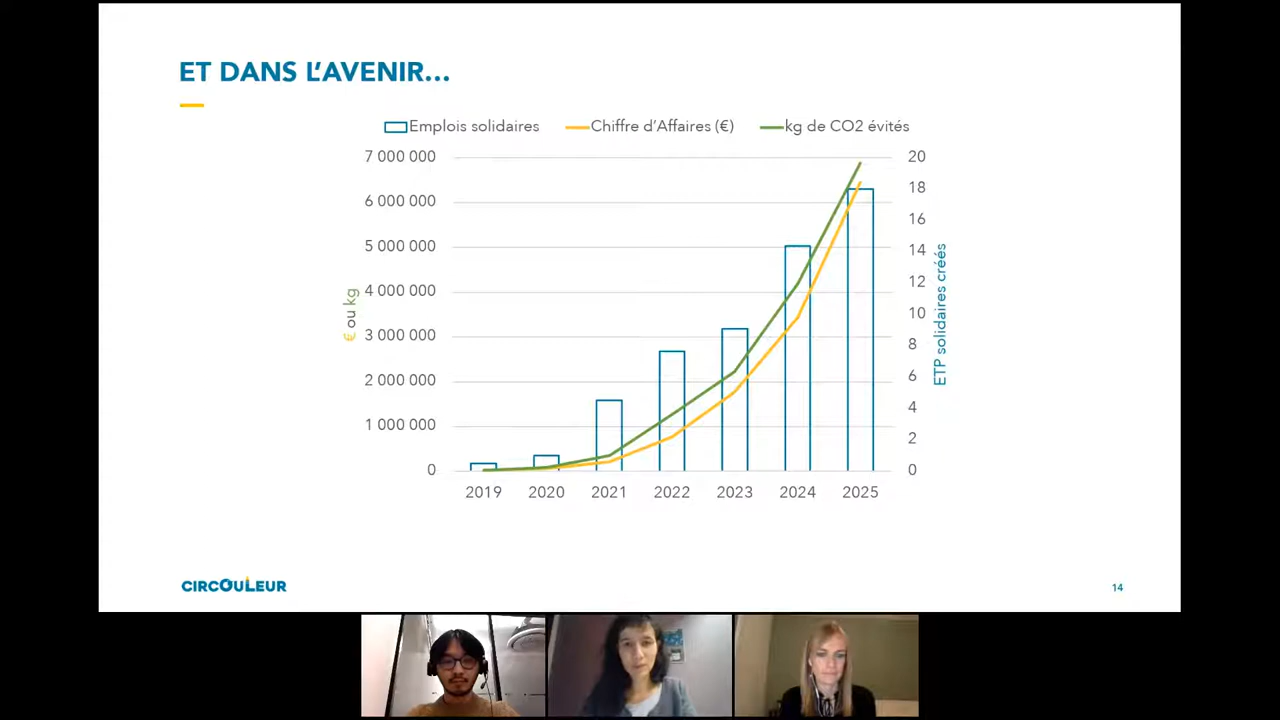 ET DANS L'AVENIR...
Emplois solidaires Chiffre d'Affaires (€) kg de CO2 évités
7 000 000
6 000 000
5 000 000
4 000 000
3 000 000
2 000 000
1 000 000
0
€ ou kg
20
18
16
14
12
10
8
6
4
2
0
ETP solidaires créés
2019 2020 2021 2022 2023 2024 2025
CIRCOULEUR
14